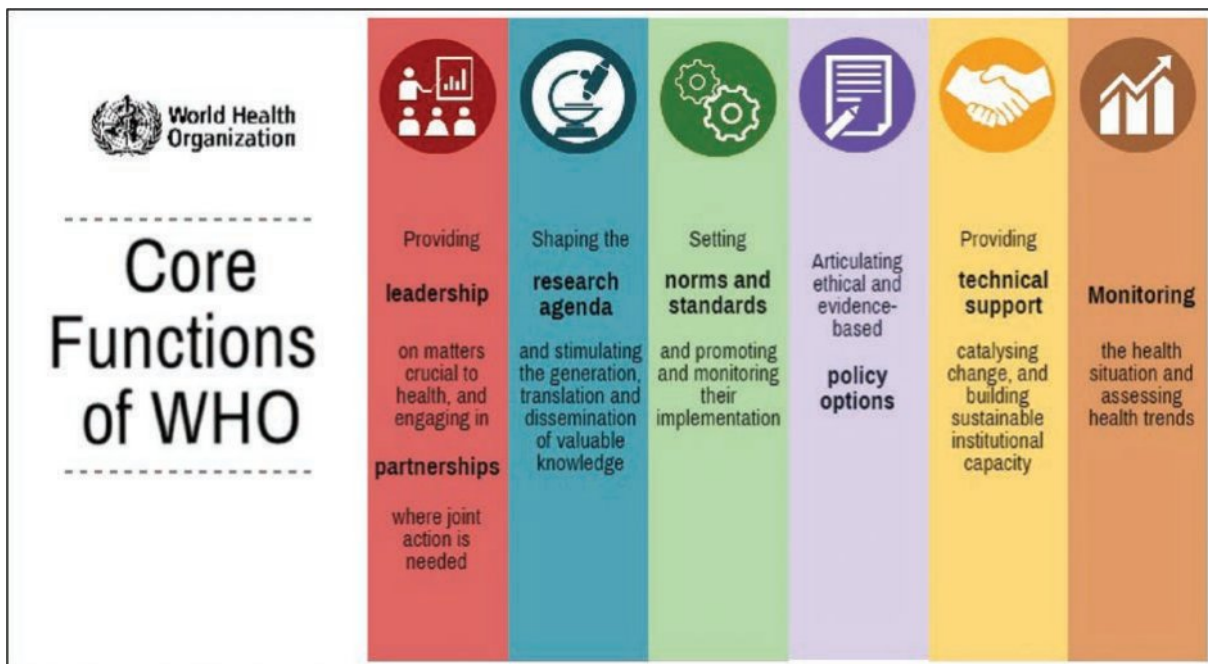 World Health
Organization
Core
Functions
of WHO
Providing
leadership
on matters
crucial to
health, and
engaging in
partnerships
where joint
action is
needed
Shaping the
research
agenda
and stimulating
the generation,
translation and
dissemination
of valuable
knowledge
Setting
norms and
standards
and promoting
and monitoring
their
implementation
Articulating
ethical and
evidence-
based
policy
options
Providing
technical
support
catalysing
change, and
building
sustainable
institutional
capacity
Monitoring
the health
situation and
assessing
health trends